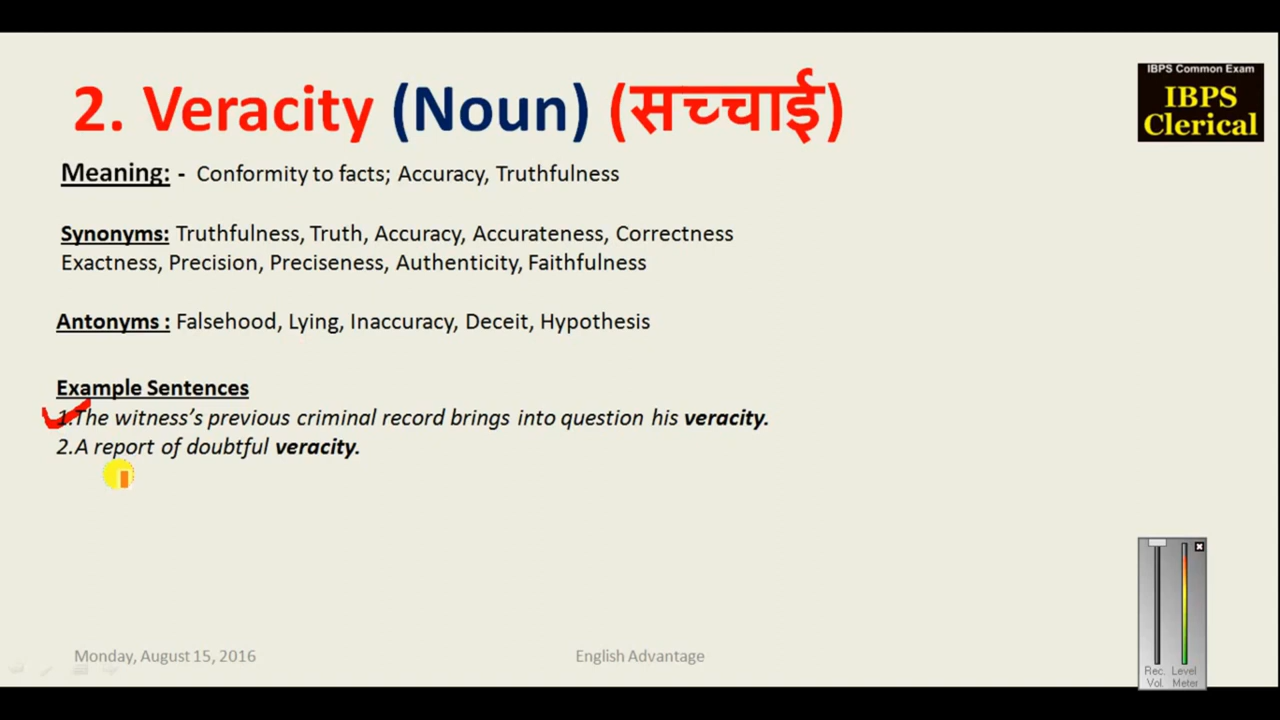 2. Veracity (Noun) (सच्चाई)
IBPS Common Exam
IBPS
Clerical
Meaning: - Conformity to facts; Accuracy, Truthfulness
Synonyms: Truthfulness, Truth, Accuracy, Accurateness, Correctness
Exactness, Precision, Preciseness, Authenticity, Faithfulness
Antonyms : Falsehood, Lying, Inaccuracy, Deceit, Hypothesis
Example Sentences
1.The witness’s previous criminal record brings into question his veracity.
2.A report of doubtful veracity.
Monday, August 15, 2016
English Advantage
Rec. Level
Vol. Meter